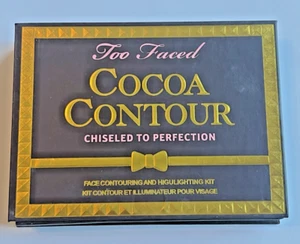 Too Faced
COCOA
CONTOUR
CHISELED TO PERFECTION
FACE CONTOURING AND HIGHLIGHTING KIT
KIT CONTOUR ET ILLUMINATEUR POUR VISAGE